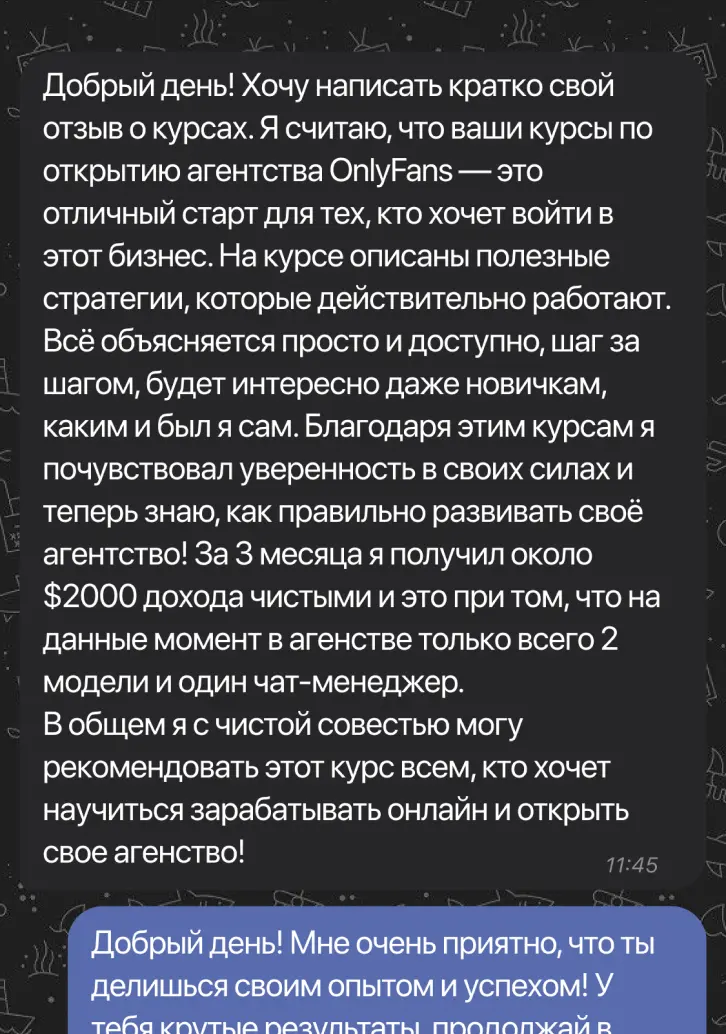 Добрый день! Хочу написать кратко свой
отзыв о курсах. Я считаю, что ваши курсы по
открытию агентства OnlyFans — это
отличный старт для тех, кто хочет войти в
этот бизнес. На курсе описаны полезные
стратегии, которые действительно работают.
Всё объясняется просто и доступно, шаг за
шагом, будет интересно даже новичкам,
каким и был я сам. Благодаря этим курсам я
почувствовал уверенность в своих силах и
теперь знаю, как правильно развивать своё
агентство! За 3 месяца я получил около
$2000 дохода чистыми и это при том, что на
данные момент в агенстве только всего 2
модели и один чат-менеджер.
В общем я с чистой совестью могу
рекомендовать этот курс всем, кто хочет
научиться зарабатывать онлайн и открыть
свое агенство!
11:45
Добрый день! Мне очень приятно, что ты
делишься своим опытом и успехом! У
тебя крутые результаты, продолжай в